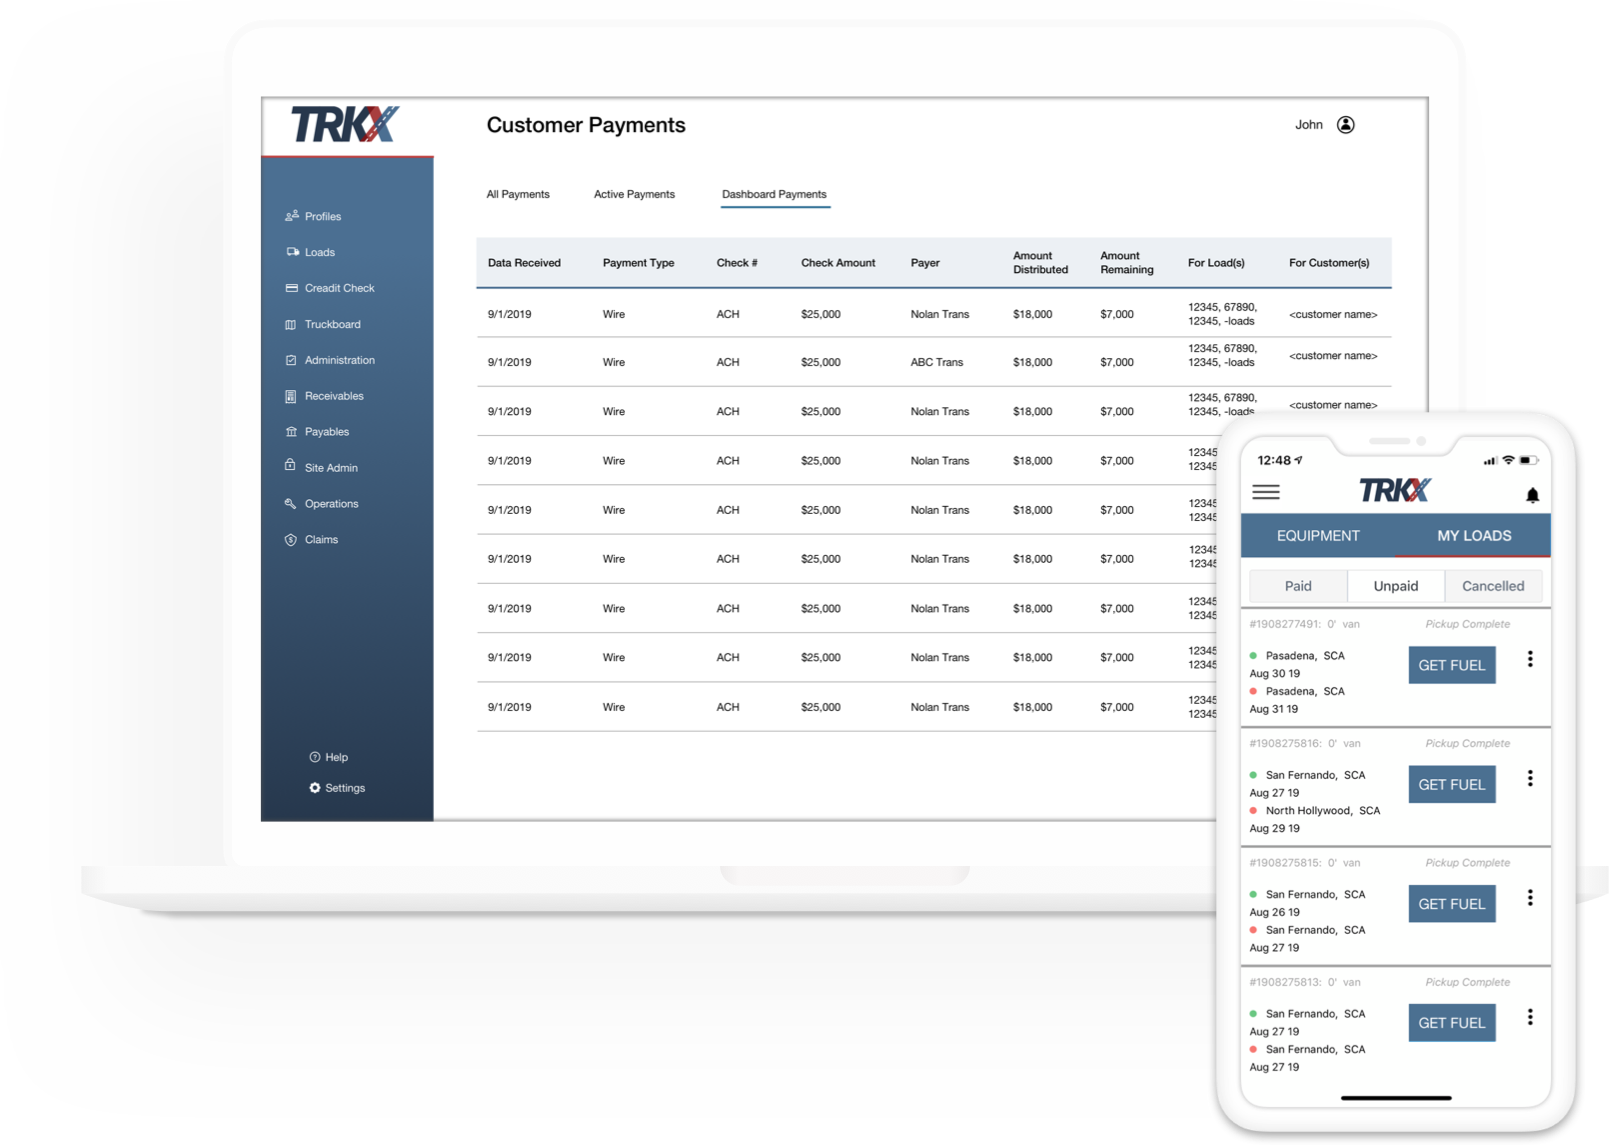 TRKX
Customer Payments
John
All Payments Active Payments Dashboard Payments
Profiles
Loads
Creadit Check
Truckboard
Administration
Receivables
Payables
Site Admin
Operations
Claims
Help
Settings
Data Received Payment Type Check # Check Amount Payer Amount Distributed Amount Remaining For Load(s) For Customer(s)
9/1/2019 Wire ACH $25,000 Nolan Trans $18,000 $7,000 12345, 67890, 12345, -loads <customer name>
9/1/2019 Wire ACH $25,000 ABC Trans $18,000 $7,000 12345, 67890, 12345, -loads <customer name>
9/1/2019 Wire ACH $25,000 Nolan Trans $18,000 $7,000 12345, 67890, 12345, -loads <customer name>
9/1/2019 Wire ACH $25,000 Nolan Trans $18,000 $7,000 12345 12345
9/1/2019 Wire ACH $25,000 Nolan Trans $18,000 $7,000 12345 12345
9/1/2019 Wire ACH $25,000 Nolan Trans $18,000 $7,000 12345 12345
9/1/2019 Wire ACH $25,000 Nolan Trans $18,000 $7,000 12345 12345
9/1/2019 Wire ACH $25,000 Nolan Trans $18,000 $7,000 12345 12345
9/1/2019 Wire ACH $25,000 Nolan Trans $18,000 $7,000 12345 12345
12:48
TRKX
EQUIPMENT MY LOADS
Paid Unpaid Cancelled
#1908277491: 0' van Pickup Complete
Pasadena, SCA
GET FUEL
Aug 30 19
Pasadena, SCA
Aug 31 19
#1908275816: 0' van Pickup Complete
San Fernando, SCA
GET FUEL
Aug 27 19
North Hollywood, SCA
Aug 29 19
#1908275815: 0' van Pickup Complete
San Fernando, SCA
GET FUEL
Aug 26 19
San Fernando, SCA
Aug 27 19
#1908275813: 0' van Pickup Complete
San Fernando, SCA
GET FUEL
Aug 27 19
San Fernando, SCA
Aug 27 19